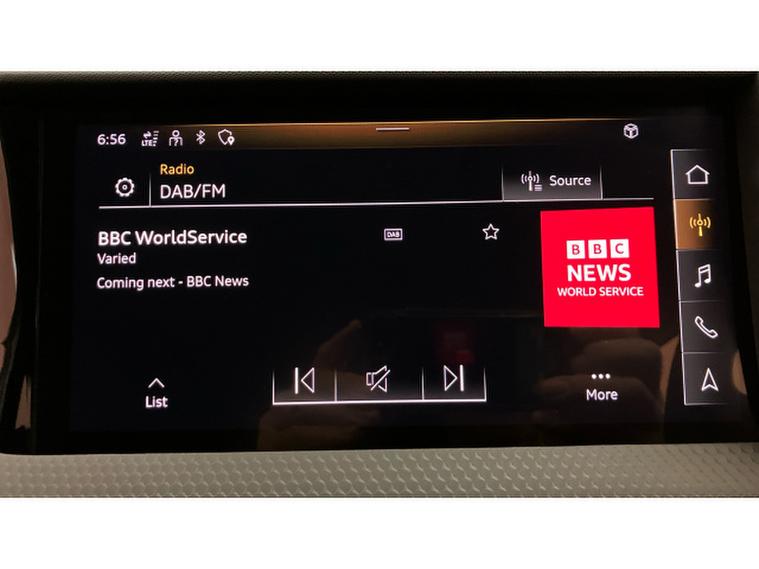 6:56 LTE
Radio
DAB/FM
Source
BBC WorldService
DAB
Varied
Coming next - BBC News
BBC
NEWS
WORLD SERVICE
List
More